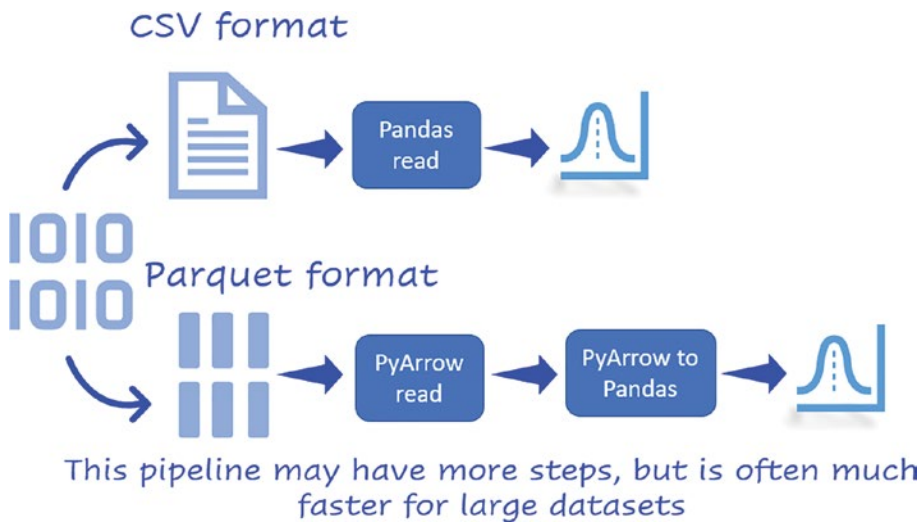 CSV format
Pandas
read
1010
1010
Parquet format
PyArrow
read
PyArrow to
Pandas
This pipeline may have more steps, but is often much
faster for large datasets